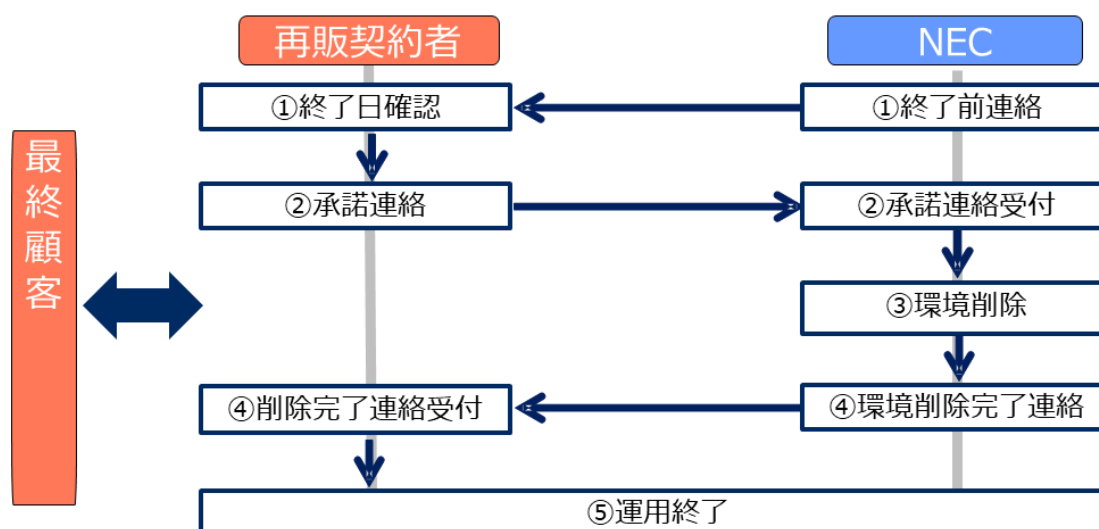 再販契約者
NEC
①終了日確認
①終了前連絡
最終顧客
②承諾連絡
②承諾連絡受付
③環境削除
④削除完了連絡受付
④環境削除完了連絡
⑤運用終了